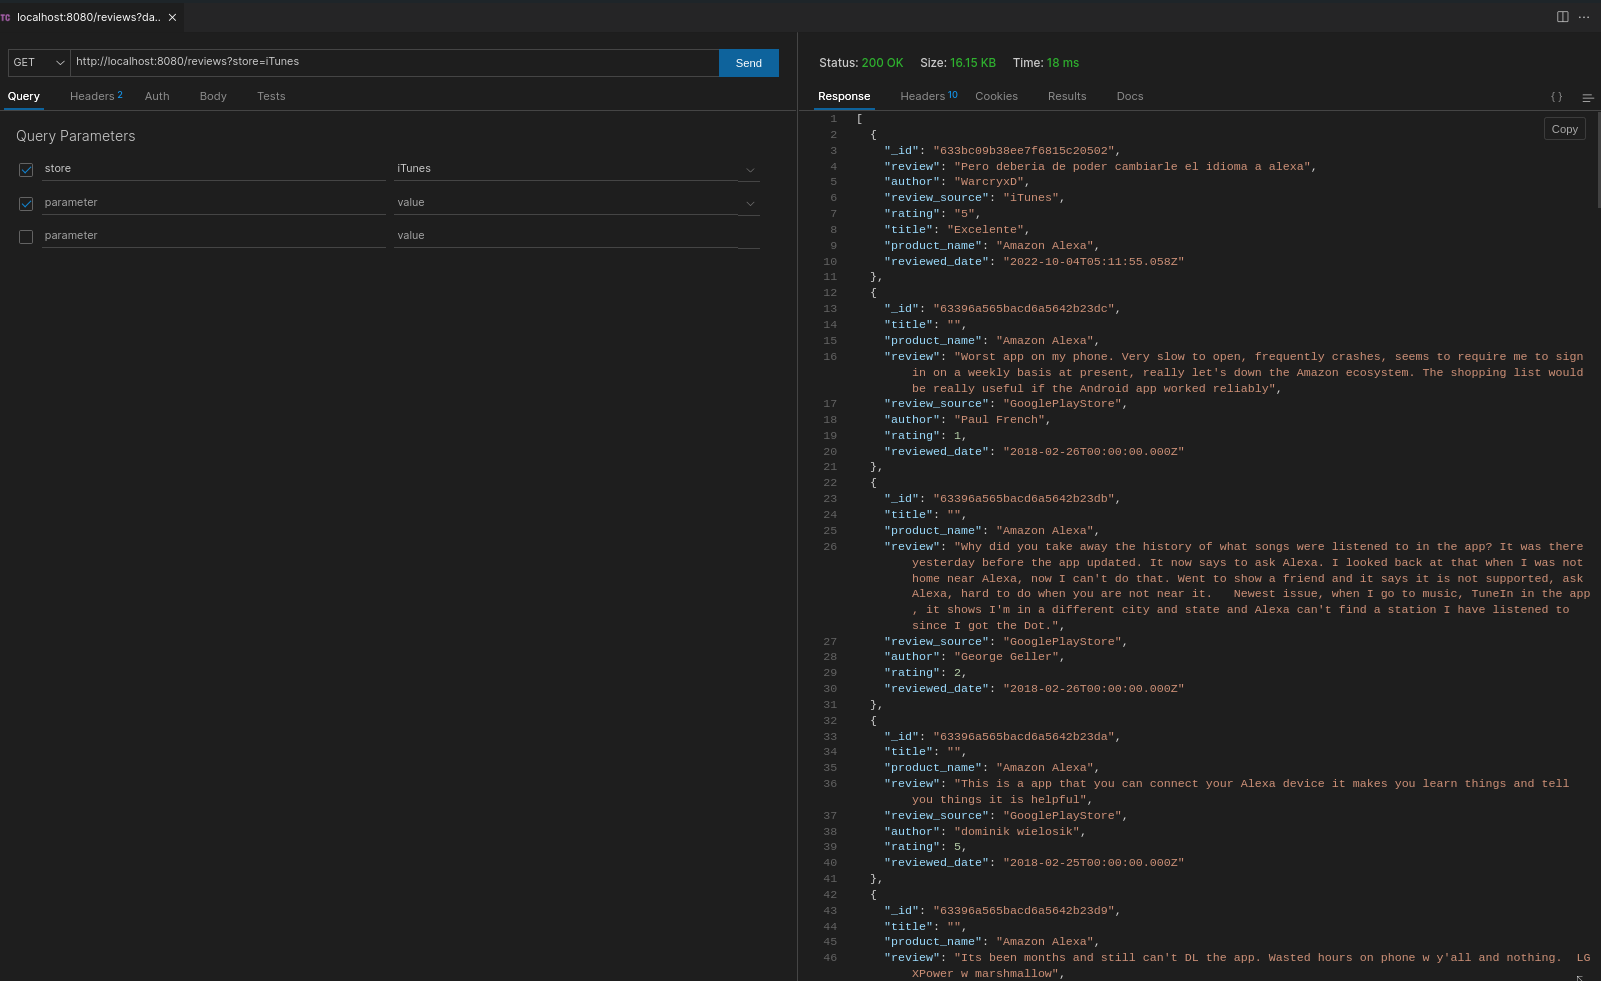 TC localhost:8080/reviews?da..
GET http://localhost:8080/reviews?store=iTunes Send
Query Headers 2 Auth Body Tests
Query Parameters
store iTunes
parameter value
parameter value
Status: 200 OK Size: 16.15 KB Time: 18 ms
Response Headers 10 Cookies Results Docs { }
Copy
1 [
2 {
3 "_id": "633bc09b38ee7f6815c20502",
4 "review": "Pero deberia de poder cambiarle el idioma a alexa",
5 "author": "WarcryxD",
6 "review_source": "iTunes",
7 "rating": "5",
8 "title": "Excelente",
9 "product_name": "Amazon Alexa",
10 "reviewed_date": "2022-10-04T05:11:55.058Z"
11 },
12 {
13 "_id": "63396a565bacd6a5642b23dc",
14 "title": "",
15 "product_name": "Amazon Alexa",
16 "review": "Worst app on my phone. Very slow to open, frequently crashes, seems to require me to sign
in on a weekly basis at present, really let's down the Amazon ecosystem. The shopping list would
be really useful if the Android app worked reliably",
17 "review_source": "GooglePlayStore",
18 "author": "Paul French",
19 "rating": 1,
20 "reviewed_date": "2018-02-26T00:00:00.000Z"
21 },
22 {
23 "_id": "63396a565bacd6a5642b23db",
24 "title": "",
25 "product_name": "Amazon Alexa",
26 "review": "Why did you take away the history of what songs were listened to in the app? It was there
yesterday before the app updated. It now says to ask Alexa. I looked back at that when I was not
home near Alexa, now I can't do that. Went to show a friend and it says it is not supported, ask
Alexa, hard to do when you are not near it.   Newest issue, when I go to music, TuneIn in the app
, it shows I'm in a different city and state and Alexa can't find a station I have listened to
since I got the Dot.",
27 "review_source": "GooglePlayStore",
28 "author": "George Geller",
29 "rating": 2,
30 "reviewed_date": "2018-02-26T00:00:00.000Z"
31 },
32 {
33 "_id": "63396a565bacd6a5642b23da",
34 "title": "",
35 "product_name": "Amazon Alexa",
36 "review": "This is a app that you can connect your Alexa device it makes you learn things and tell
you things it is helpful",
37 "review_source": "GooglePlayStore",
38 "author": "dominik wielosik",
39 "rating": 5,
40 "reviewed_date": "2018-02-25T00:00:00.000Z"
41 },
42 {
43 "_id": "63396a565bacd6a5642b23d9",
44 "title": "",
45 "product_name": "Amazon Alexa",
46 "review": "Its been months and still can't DL the app. Wasted hours on phone w y'all and nothing.  LG
XPower w marshmallow",